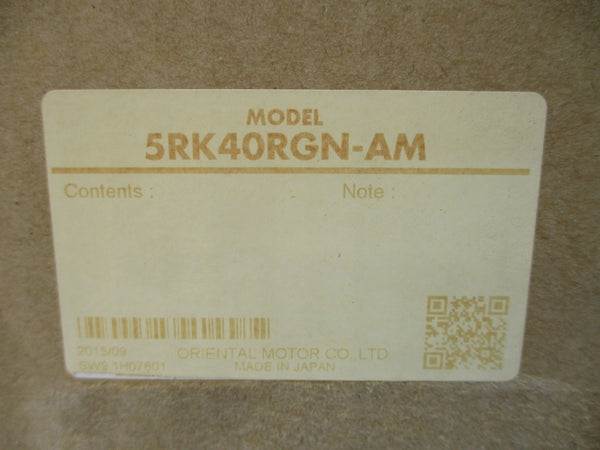 MODEL
5RK40RGN-AM
Contents : Note :
2015/09 ORIENTAL MOTOR CO.,LTD.
MADE IN JAPAN